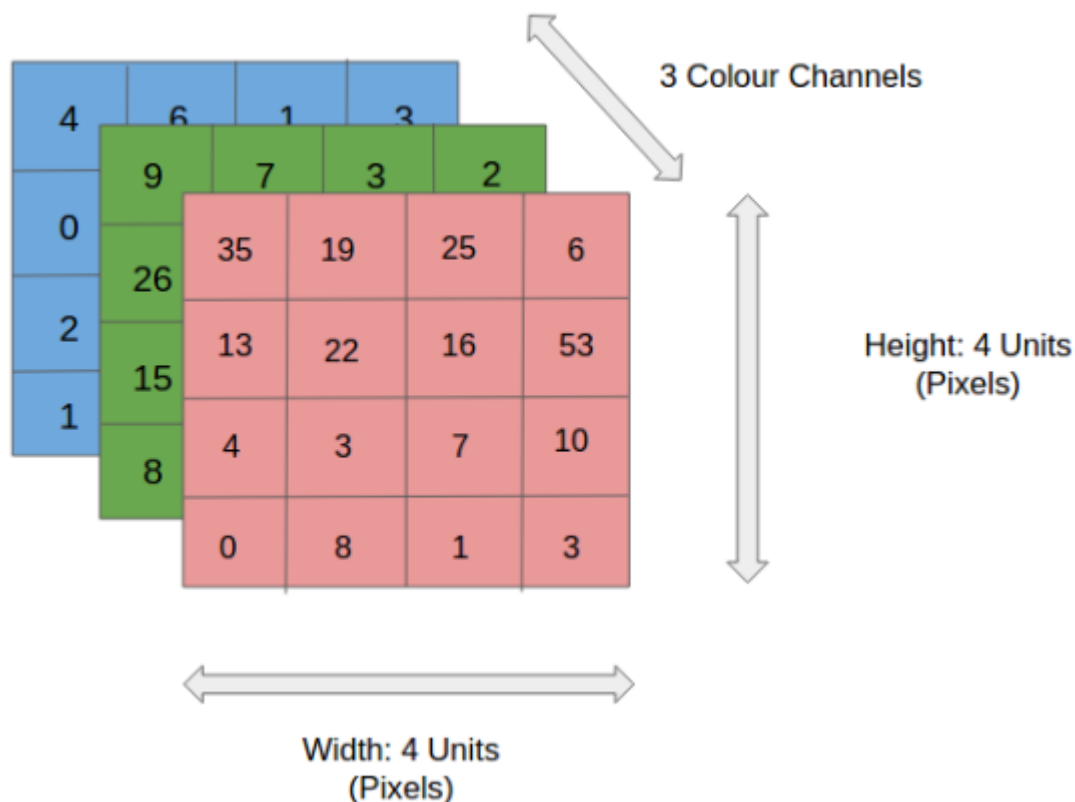 3 Colour Channels
4 6 1 3
9 7 3 2
0
35 19 25 6
26
2
13 22 16 53
15
1
4 3 7 10
8
0 8 1 3
Height: 4 Units
(Pixels)
Width: 4 Units
(Pixels)